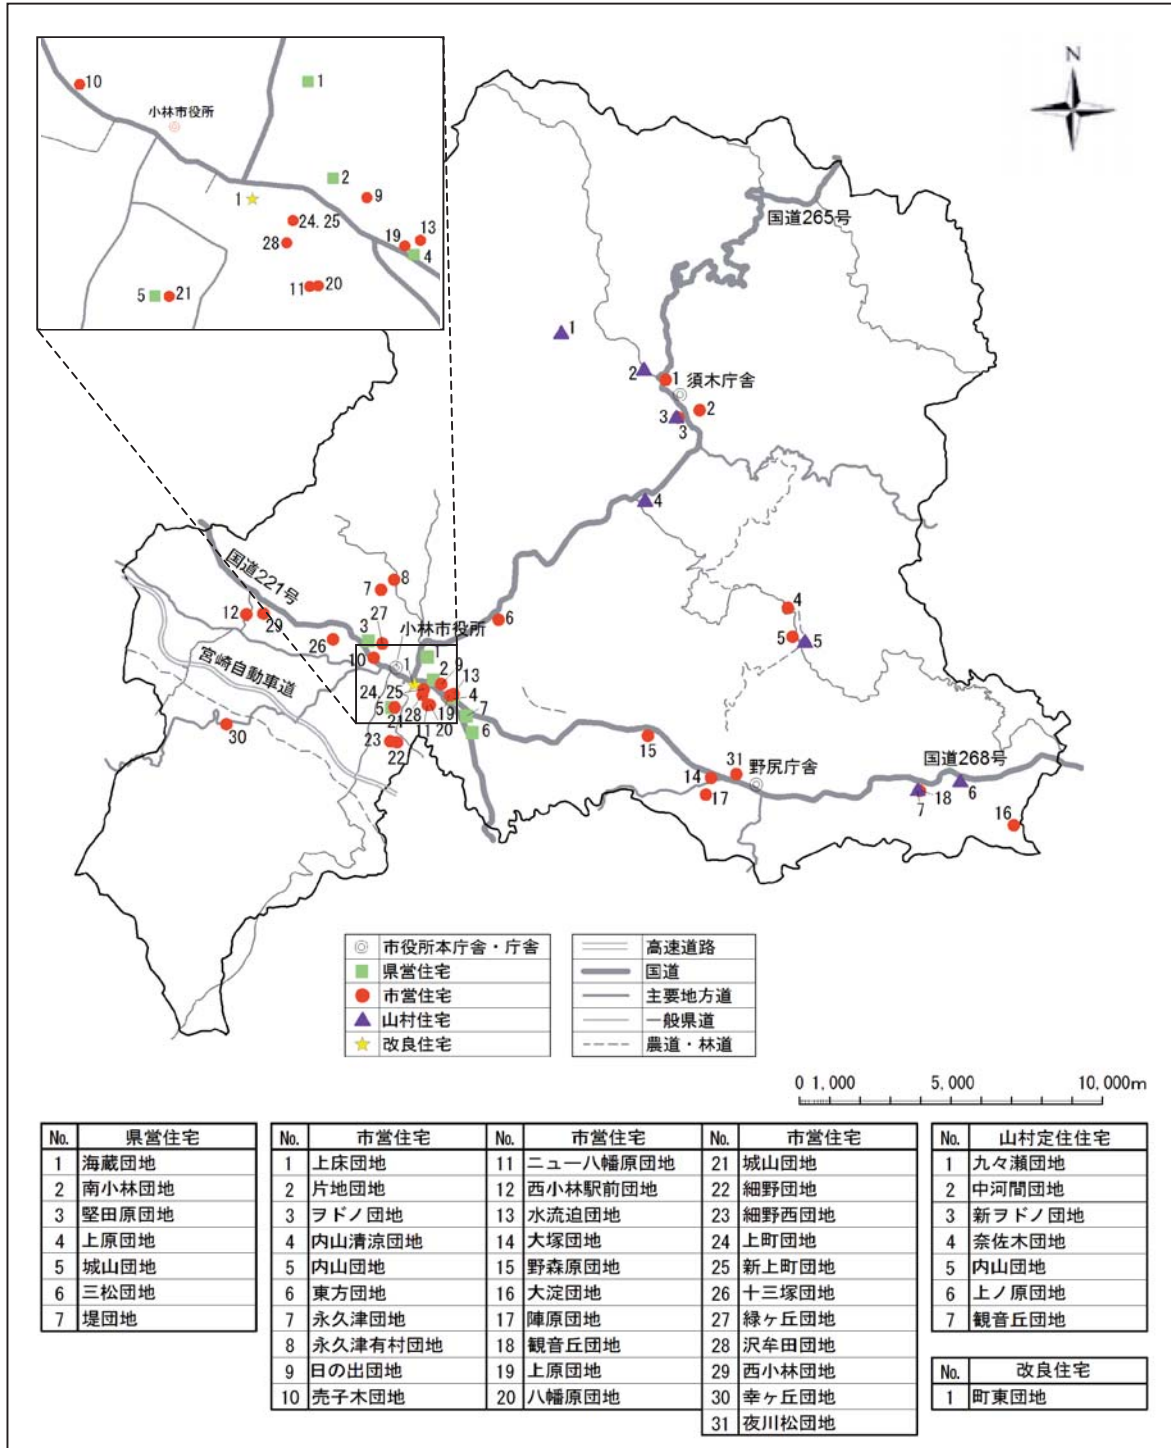 10
小林市役所
1
2
1
9
24.25
28
19
13
4
11
20
5
21
N
国道265号
1
2
1
須木庁舎
2
3
3
4
国道221号
8
7
27
小林市役所
6
12
29
3
26
10
宮崎自動車道
1
1
2
9
13
24, 25
4
5
7
21
28
19
11
20
6
23
22
30
4
5
5
15
31
野尻庁舎
14
17
国道268号
7
18
6
16
市役所本庁舎・庁舎
県営住宅
市営住宅
山村住宅
改良住宅
高速道路
国道
主要地方道
一般県道
農道・林道
0 1,000 5,000 10,000m
No. 県営住宅
1 海蔵団地
2 南小林団地
3 堅田原団地
4 上原団地
5 城山団地
6 三松団地
7 堤団地
No. 市営住宅
1 上床団地
2 片地団地
3 ヲドノ団地
4 内山清涼団地
5 内山団地
6 東方団地
7 永久津団地
8 永久津有村団地
9 日の出団地
10 売子木団地
No. 市営住宅
11 ニュー八幡原団地
12 西小林駅前団地
13 水流迫団地
14 大塚団地
15 野森原団地
16 大淀団地
17 陣原団地
18 観音丘団地
19 上原団地
20 八幡原団地
No. 市営住宅
21 城山団地
22 細野団地
23 細野西団地
24 上町団地
25 新上町団地
26 十三塚団地
27 緑ヶ丘団地
28 沢牟田団地
29 西小林団地
30 幸ヶ丘団地
31 夜川松団地
No. 山村定住住宅
1 九々瀬団地
2 中河間団地
3 新ヲドノ団地
4 奈佐木団地
5 内山団地
6 上ノ原団地
7 観音丘団地
No. 改良住宅
1 町東団地